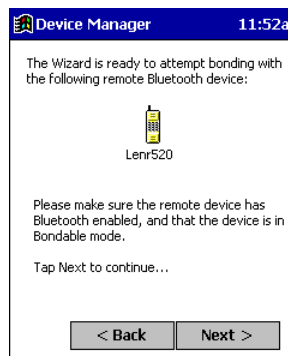 Device Manager 11:52a
The Wizard is ready to attempt bonding with
the following remote Bluetooth device:
Lenr520
Please make sure the remote device has
Bluetooth enabled, and that the device is in
Bondable mode.
Tap Next to continue...
< Back Next >